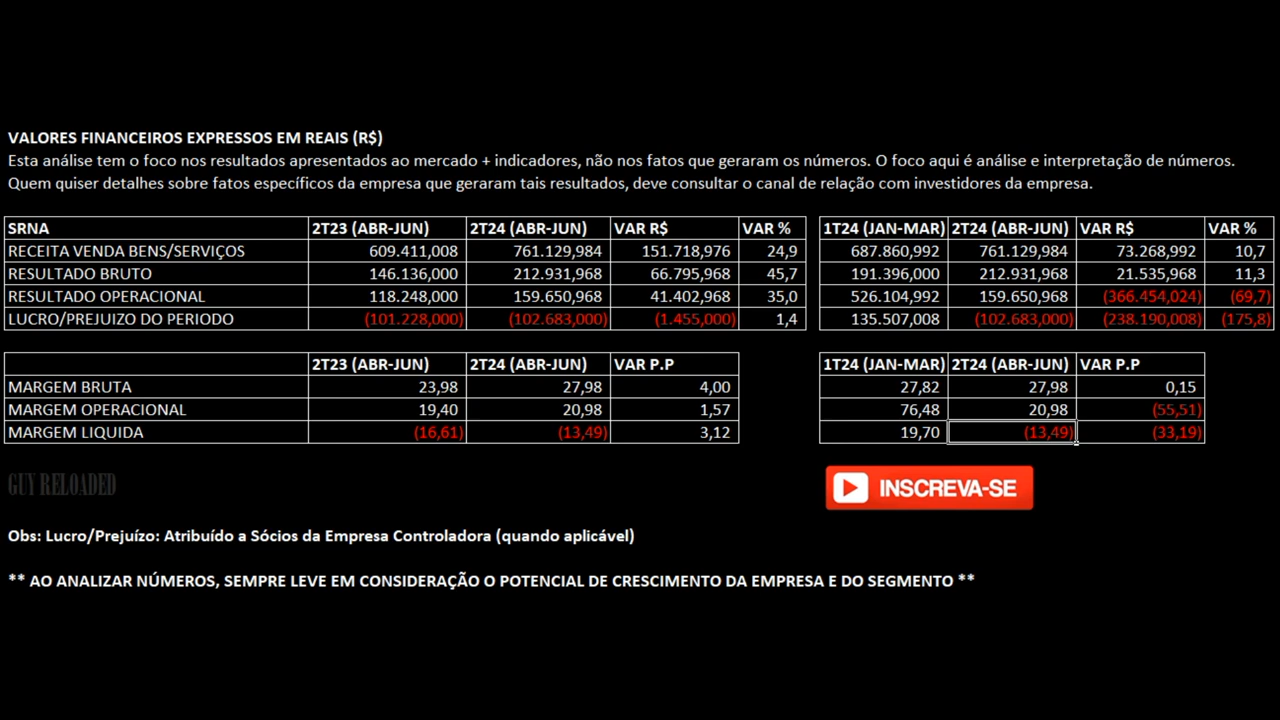 VALORES FINANCEIROS EXPRESSOS EM REAIS (R$)
Esta análise tem o foco nos resultados apresentados ao mercado + indicadores, não nos fatos que geraram os números. O foco aqui é análise e interpretação de números.
Quem quiser detalhes sobre fatos específicos da empresa que geraram tais resultados, deve consultar o canal de relação com investidores da empresa.
SRNA 2T23 (ABR-JUN) 2T24 (ABR-JUN) VAR R$ VAR % 1T24 (JAN-MAR) 2T24 (ABR-JUN) VAR R$ VAR %
RECEITA VENDA BENS/SERVIÇOS 609.411,008 761.129,984 151.718,976 24,9 687.860,992 761.129,984 73.268,992 10,7
RESULTADO BRUTO 146.136,000 212.931,968 66.795,968 45,7 191.396,000 212.931,968 21.535,968 11,3
RESULTADO OPERACIONAL 118.248,000 159.650,968 41.402,968 35,0 526.104,992 159.650,968 (366.454,024) (69,7)
LUCRO/PREJUIZO DO PERIODO (101.228,000) (102.683,000) (1.455,000) 1,4 135.507,008 (102.683,000) (238.190,008) (175,8)
2T23 (ABR-JUN) 2T24 (ABR-JUN) VAR P.P 1T24 (JAN-MAR) 2T24 (ABR-JUN) VAR P.P
MARGEM BRUTA 23,98 27,98 4,00 27,82 27,98 0,15
MARGEM OPERACIONAL 19,40 20,98 1,57 76,48 20,98 (55,51)
MARGEM LIQUIDA (16,61) (13,49) 3,12 19,70 (13,49) (33,19)
GUY RELOADED
INSCREVA-SE
Obs: Lucro/Prejuízo: Atribuído a Sócios da Empresa Controladora (quando aplicável)
** AO ANALIZAR NÚMEROS, SEMPRE LEVE EM CONSIDERAÇÃO O POTENCIAL DE CRESCIMENTO DA EMPRESA E DO SEGMENTO **